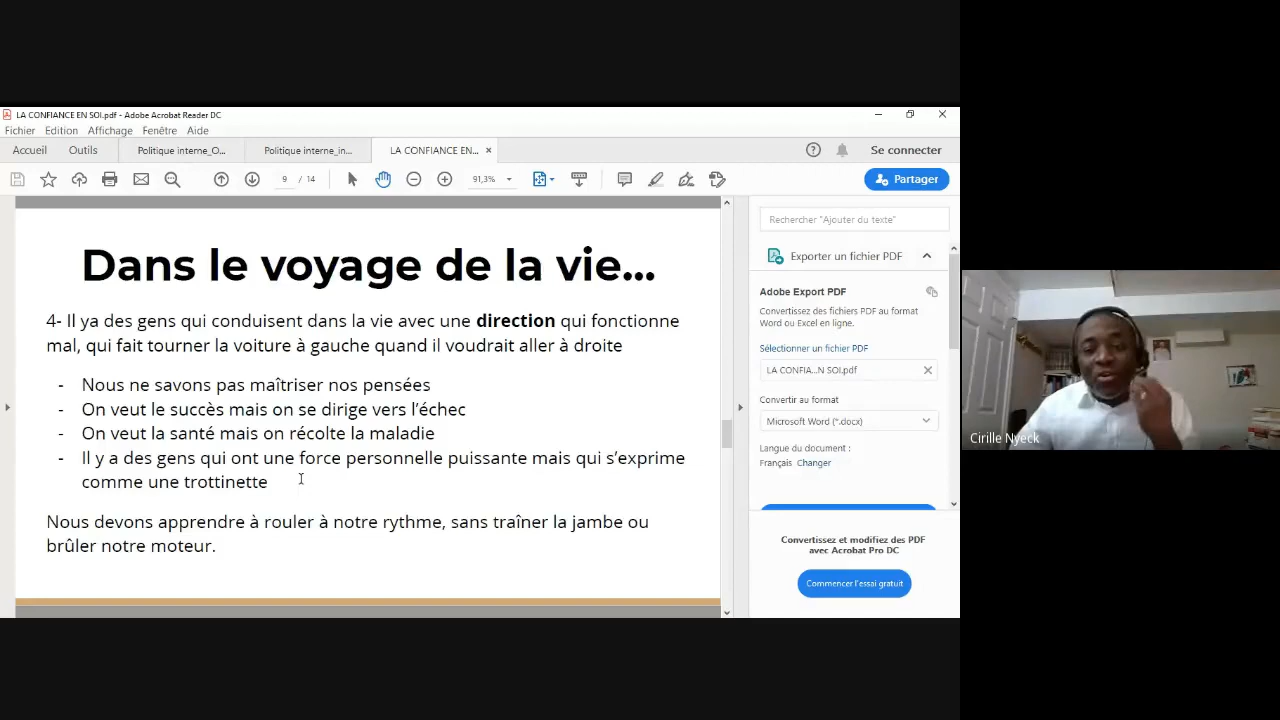 LA CONFIANCE EN SOI.pdf - Adobe Acrobat Reader DC
Fichier Edition Affichage Fenêtre Aide
Accueil Outils Politique interne_O... Politique interne_in... LA CONFIANCE EN... × Se connecter
9 / 14 91,3% Partager
Dans le voyage de la vie...
4- Il ya des gens qui conduisent dans la vie avec une direction qui fonctionne
mal, qui fait tourner la voiture à gauche quand il voudrait aller à droite
- Nous ne savons pas maîtriser nos pensées
- On veut le succès mais on se dirige vers l'échec
- On veut la santé mais on récolte la maladie
- Il y a des gens qui ont une force personnelle puissante mais qui s'exprime
comme une trottinette
Nous devons apprendre à rouler à notre rythme, sans traîner la jambe ou
brûler notre moteur.
Rechercher "Ajouter du texte"
Exporter un fichier PDF
Adobe Export PDF
Convertissez des fichiers PDF au format
Word ou Excel en ligne.
Sélectionner un fichier PDF
LA CONFIA...N SOI.pdf
Convertir au format
Microsoft Word (*.docx)
Langue du document :
Français Changer
Convertissez et modifiez des PDF
avec Acrobat Pro DC
Commencer l'essai gratuit
Cirille Nyeck